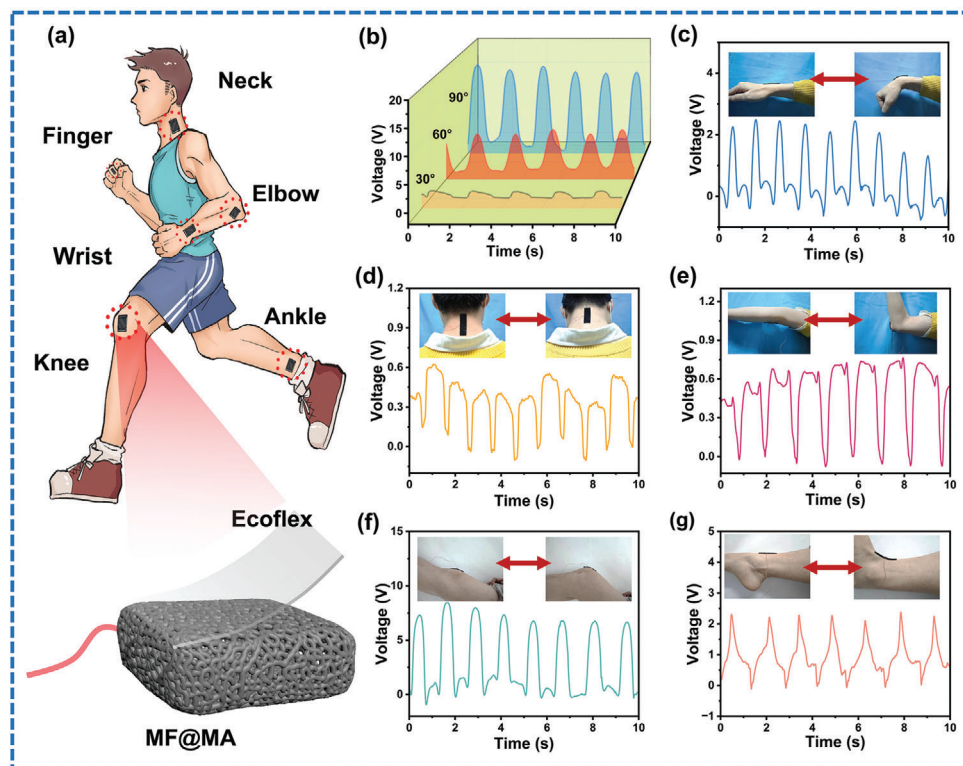 (a)
Neck
Finger
Elbow
Wrist
Ankle
Knee
Ecoflex
MF@MA
(b)
Voltage (V)
20
15
10
5
0
90°
60°
30°
0 2 4 6 8 10
Time (s)
(c)
Voltage (V)
4
2
0
0 2 4 6 8 10
Time (s)
(d)
Voltage (V)
1.2
0.9
0.6
0.3
0.0
0 2 4 6 8 10
Time (s)
(e)
Voltage (V)
1.2
0.9
0.6
0.3
0.0
0 2 4 6 8 10
Time (s)
(f)
Voltage (V)
15
10
5
0
0 2 4 6 8 10
Time (s)
(g)
Voltage (V)
5
4
3
2
1
0
−1
0 2 4 6 8 10
Time (s)